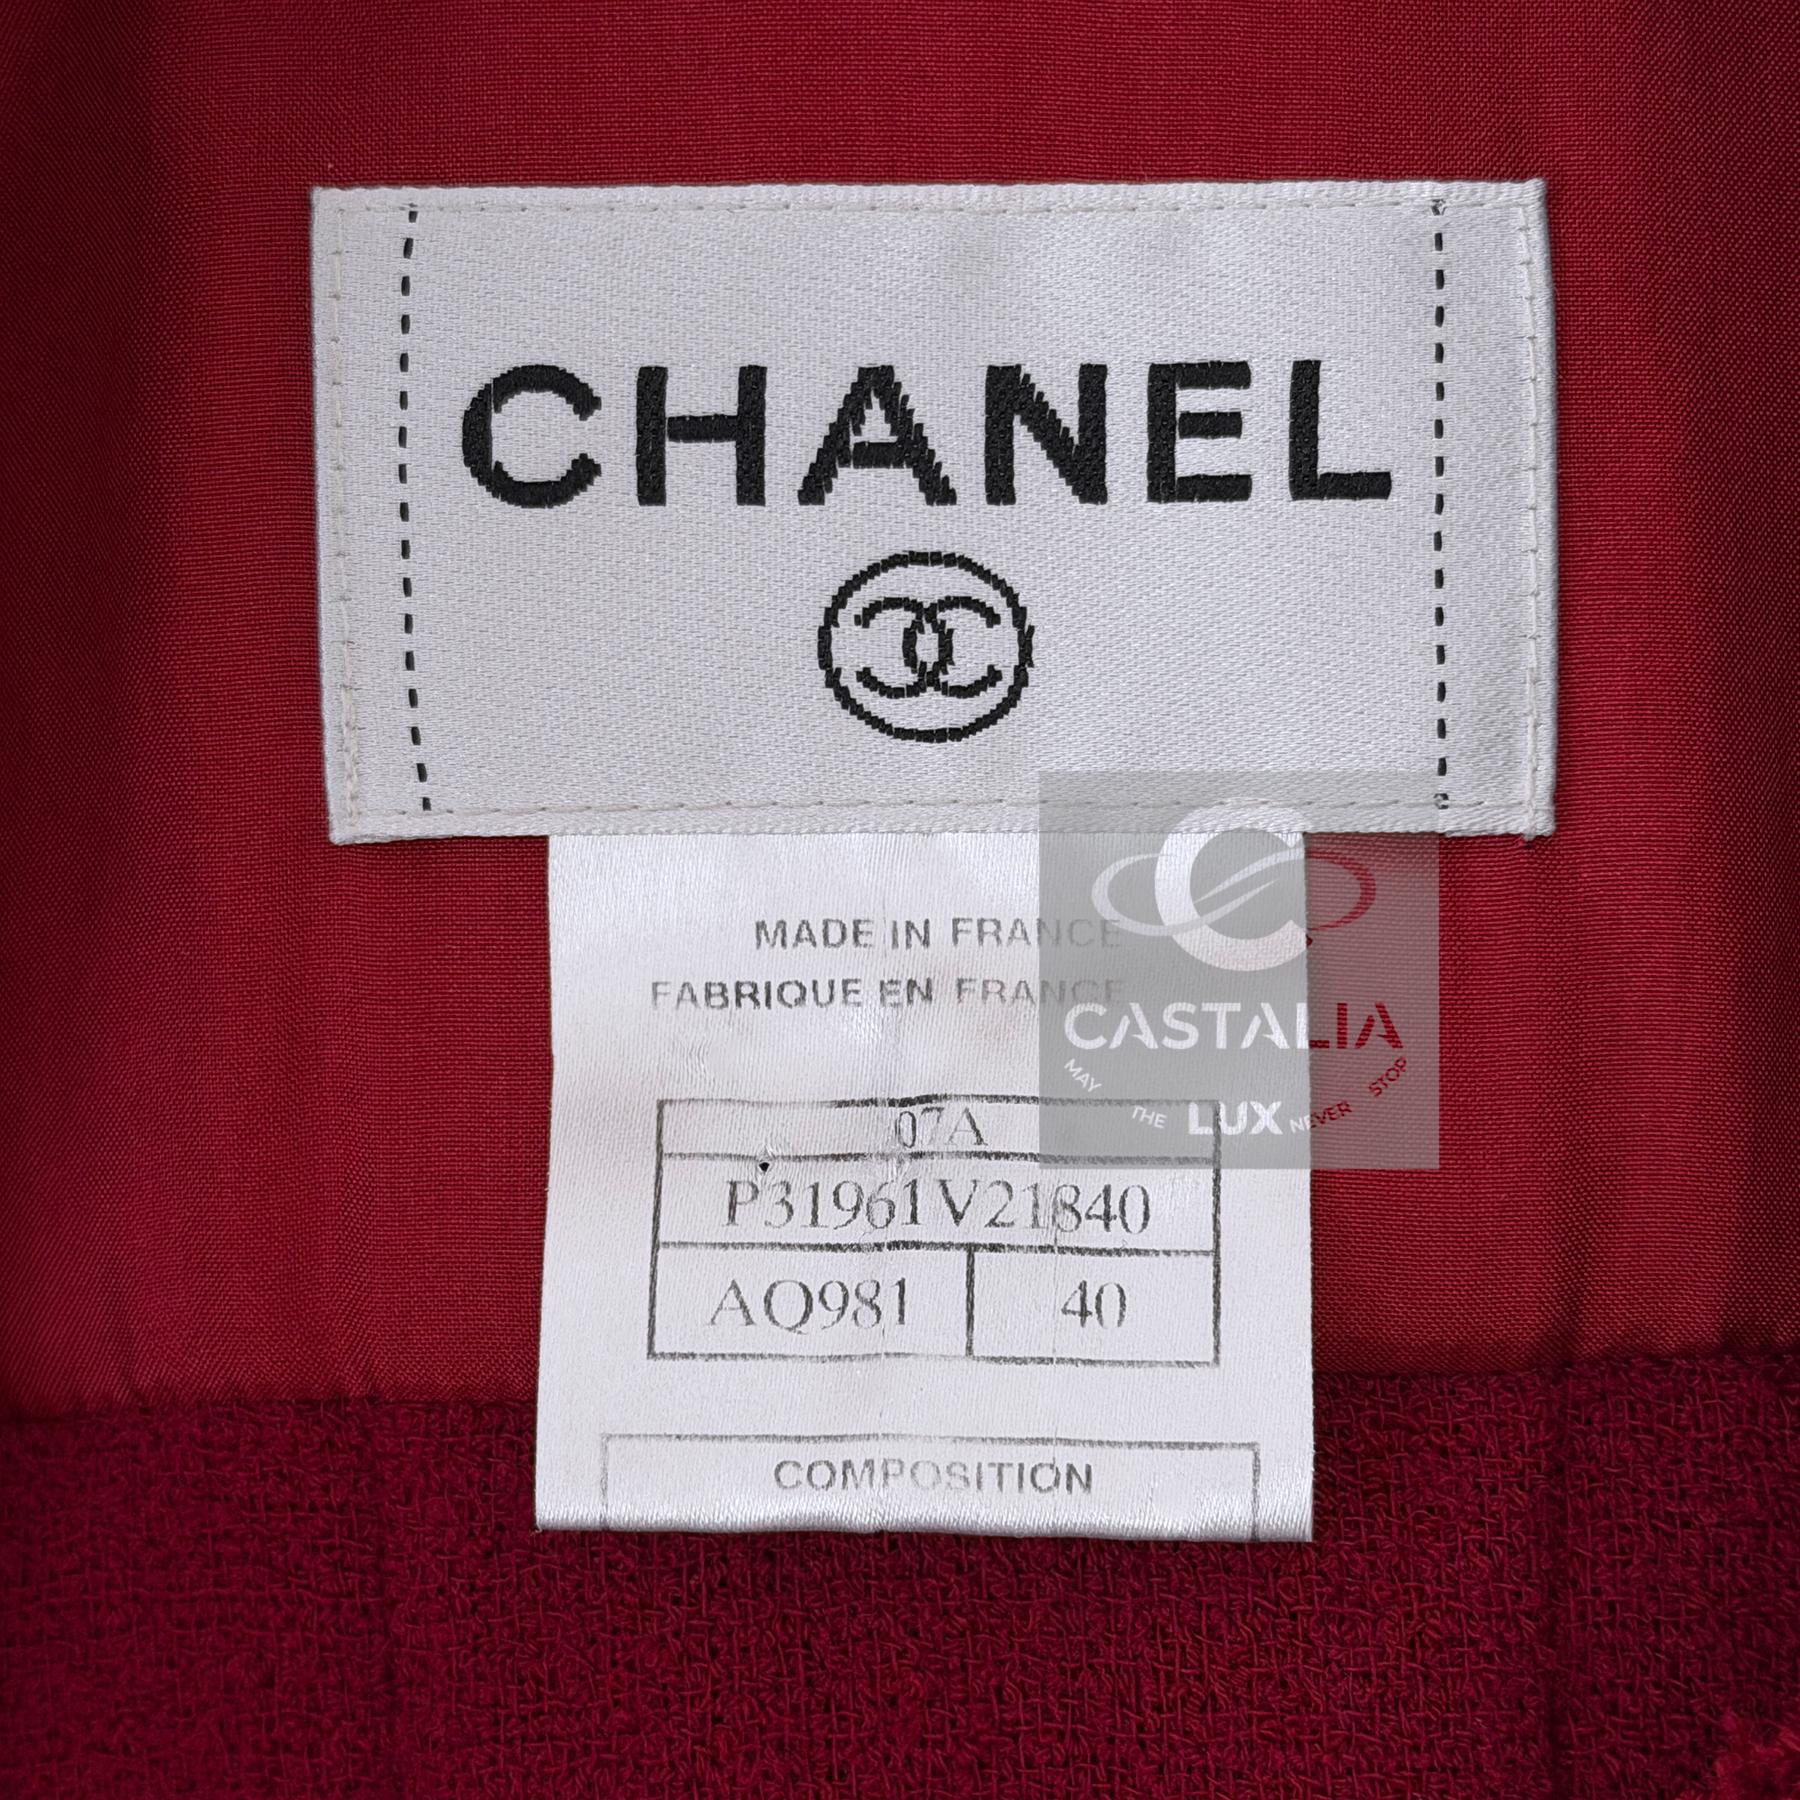 CHANEL
MADE IN FRANCE
FABRIQUE EN FRANCE
CASTALIA
MAY THE LUX NEVER STOP
07A
P31961V21840
AQ981 40
COMPOSITION